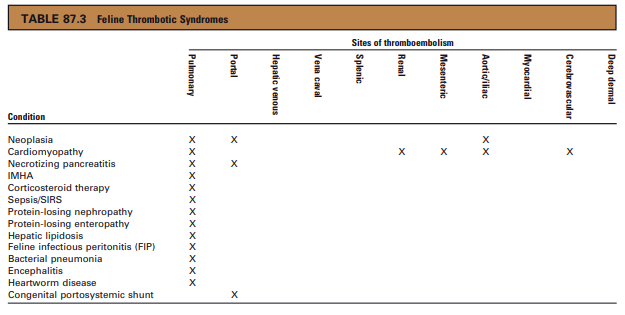 TABLE 87.3 Feline Thrombotic Syndromes
Sites of thromboembolism
Condition Pulmonary Portal Hepatic venous Vena caval Splenic Renal Mesenteric Aortic/iliac Myocardial Cerebrovascular Deep dermal
Neoplasia X X X
Cardiomyopathy X X X X X
Necrotizing pancreatitis X X
IMHA X
Corticosteroid therapy X
Sepsis/SIRS X
Protein-losing nephropathy X
Protein-losing enteropathy X
Hepatic lipidosis X
Feline infectious peritonitis (FIP) X
Bacterial pneumonia X
Encephalitis X
Heartworm disease X
Congenital portosystemic shunt X